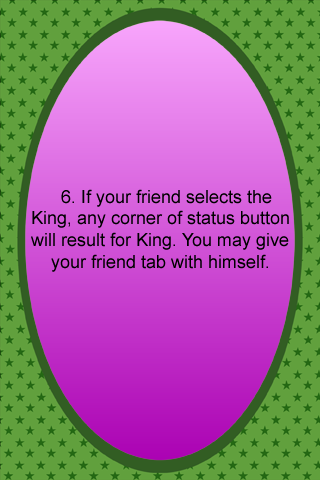 6. If your friend selects the
King, any corner of status button
will result for King. You may give
your friend tab with himself.